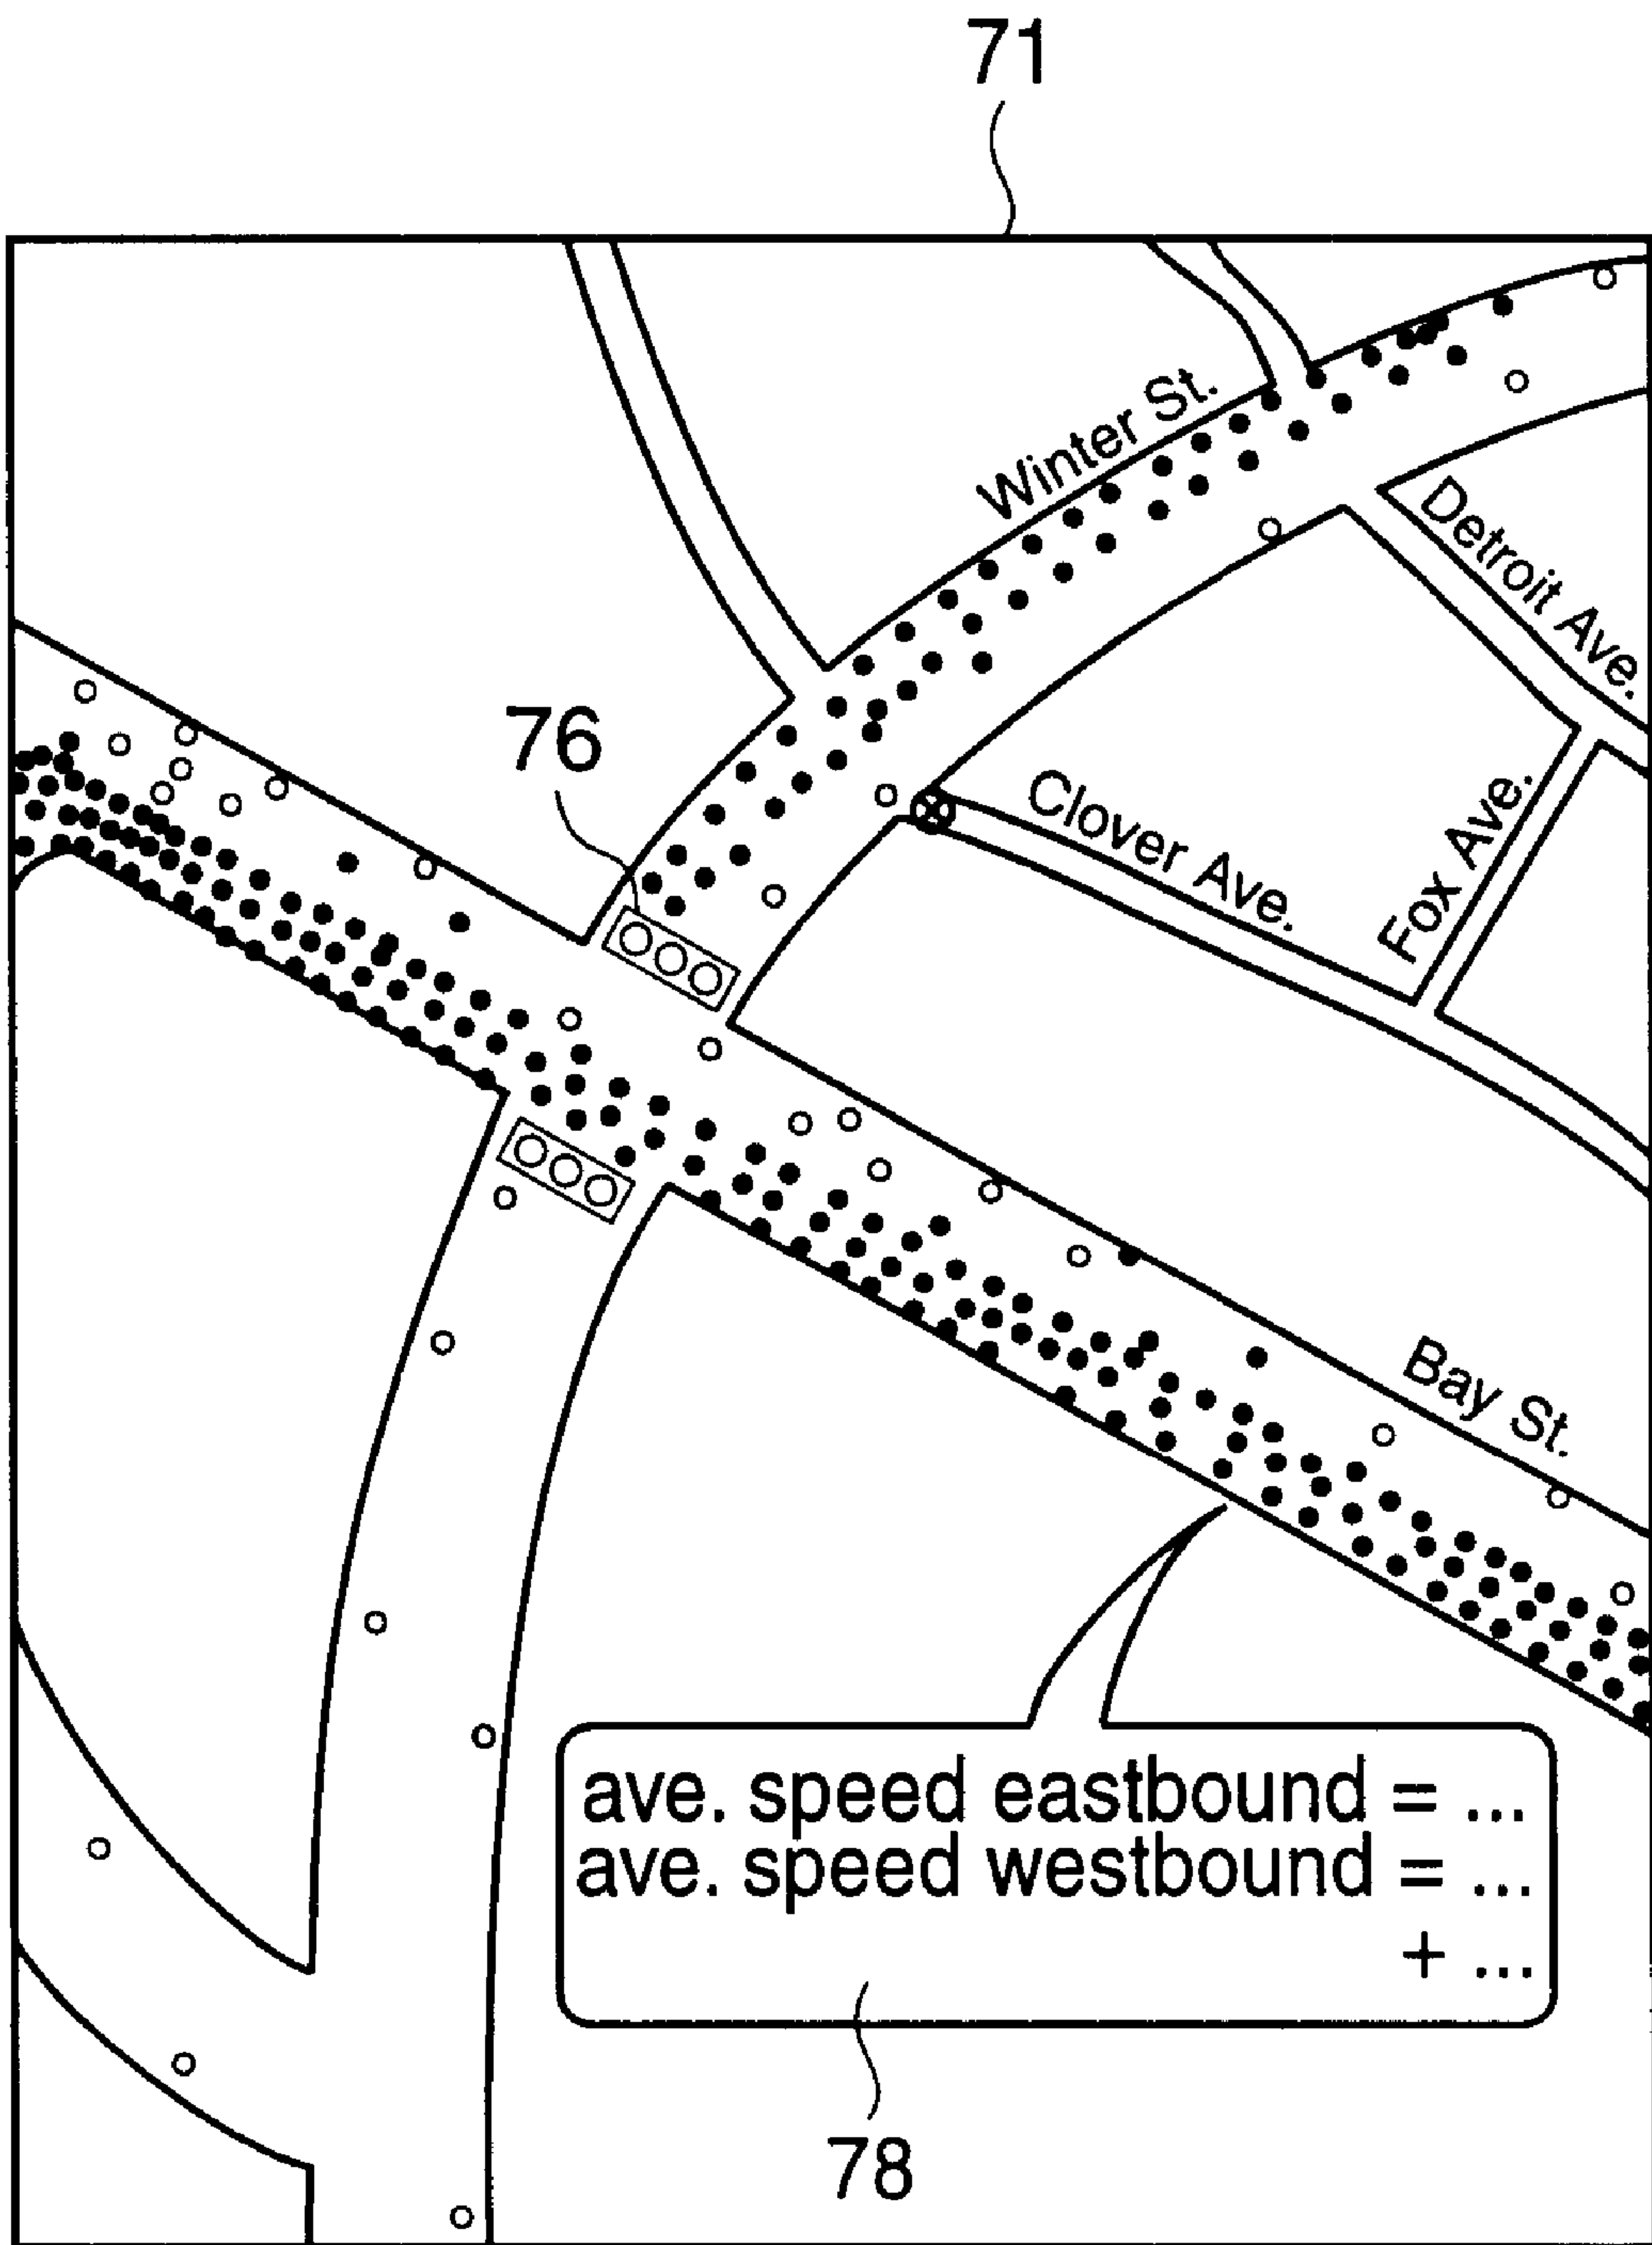 71
Winter St.
Detroit Ave.
76
Clover Ave.
Fox Ave.
Bay St.
ave. speed eastbound = ...
ave. speed westbound = ...
+ ...
78